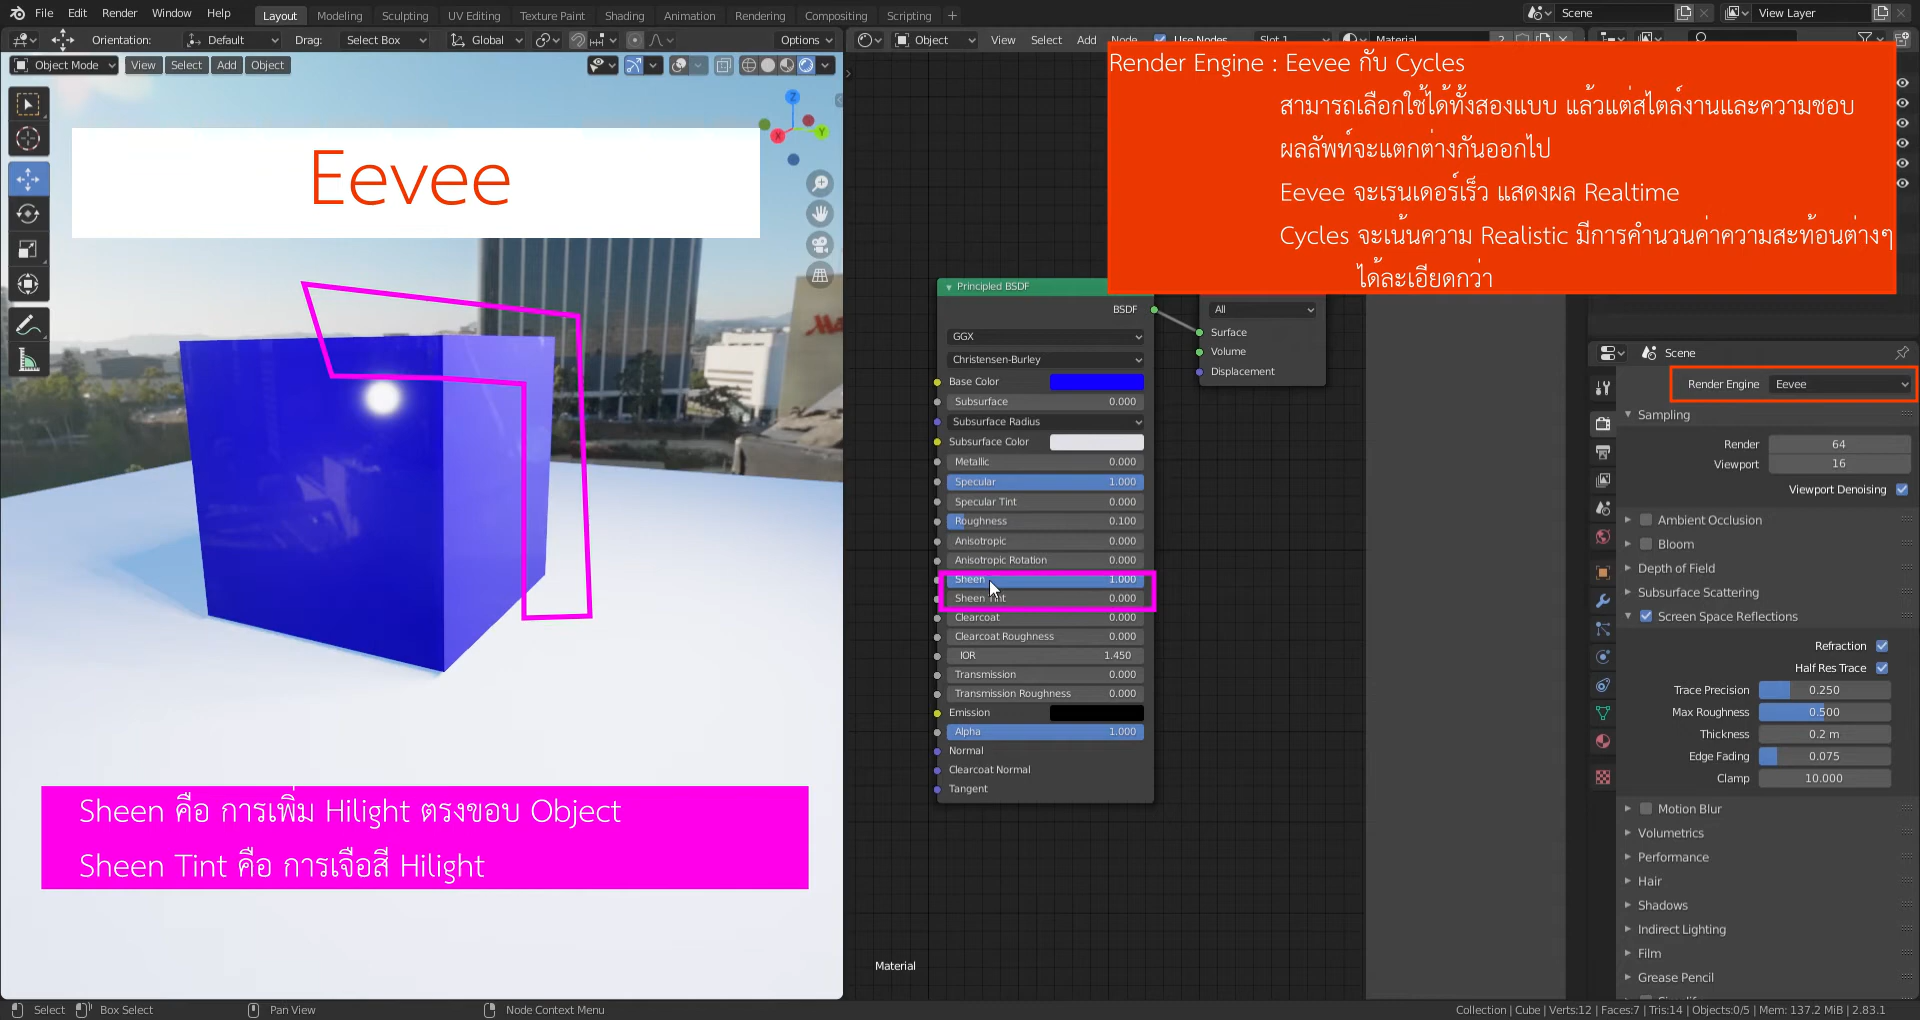 File Edit Render Window Help Layout Modeling Sculpting UV Editing Texture Paint Shading Animation Rendering Compositing Scripting + Scene View Layer
Orientation: Default Drag: Select Box Global Options Object View Select Add Node Use Nodes Slot 1 Material 2
Object Mode View Select Add Object
Z
X Y
Eevee
Render Engine : Eevee กับ Cycles
สามารถเลือกใช้ได้ทั้งสองแบบ แล้วแต่สไตล์งานและความชอบ
ผลลัพท์จะแตกต่างกันออกไป
Eevee จะเรนเดอร์เร็ว แสดงผล Realtime
Cycles จะเน้นความ Realistic มีการคำนวนค่าความสะท้อนต่างๆ
ได้ละเอียดกว่า
Principled BSDF
BSDF
GGX
Christensen-Burley
Base Color
Subsurface 0.000
Subsurface Radius
Subsurface Color
Metallic 0.000
Specular 1.000
Specular Tint 0.000
Roughness 0.100
Anisotropic 0.000
Anisotropic Rotation 0.000
Sheen 1.000
Sheen Tint 0.000
Clearcoat 0.000
Clearcoat Roughness 0.000
IOR 1.450
Transmission 0.000
Transmission Roughness 0.000
Emission
Alpha 1.000
Normal
Clearcoat Normal
Tangent
All
Surface
Volume
Displacement
Material
Scene
Render Engine Eevee
Sampling
Render 64
Viewport 16
Viewport Denoising
Ambient Occlusion
Bloom
Depth of Field
Subsurface Scattering
Screen Space Reflections
Refraction
Half Res Trace
Trace Precision 0.250
Max Roughness 0.500
Thickness 0.2 m
Edge Fading 0.075
Clamp 10.000
Motion Blur
Volumetrics
Performance
Hair
Shadows
Indirect Lighting
Film
Grease Pencil
Sheen คือ การเพิ่ม Hilight ตรงขอบ Object
Sheen Tint คือ การเจือสี Hilight
Select Box Select Pan View Node Context Menu Collection | Cube | Verts:12 | Faces:7 | Tris:14 | Objects:0/5 | Mem: 137.2 MiB | 2.83.1